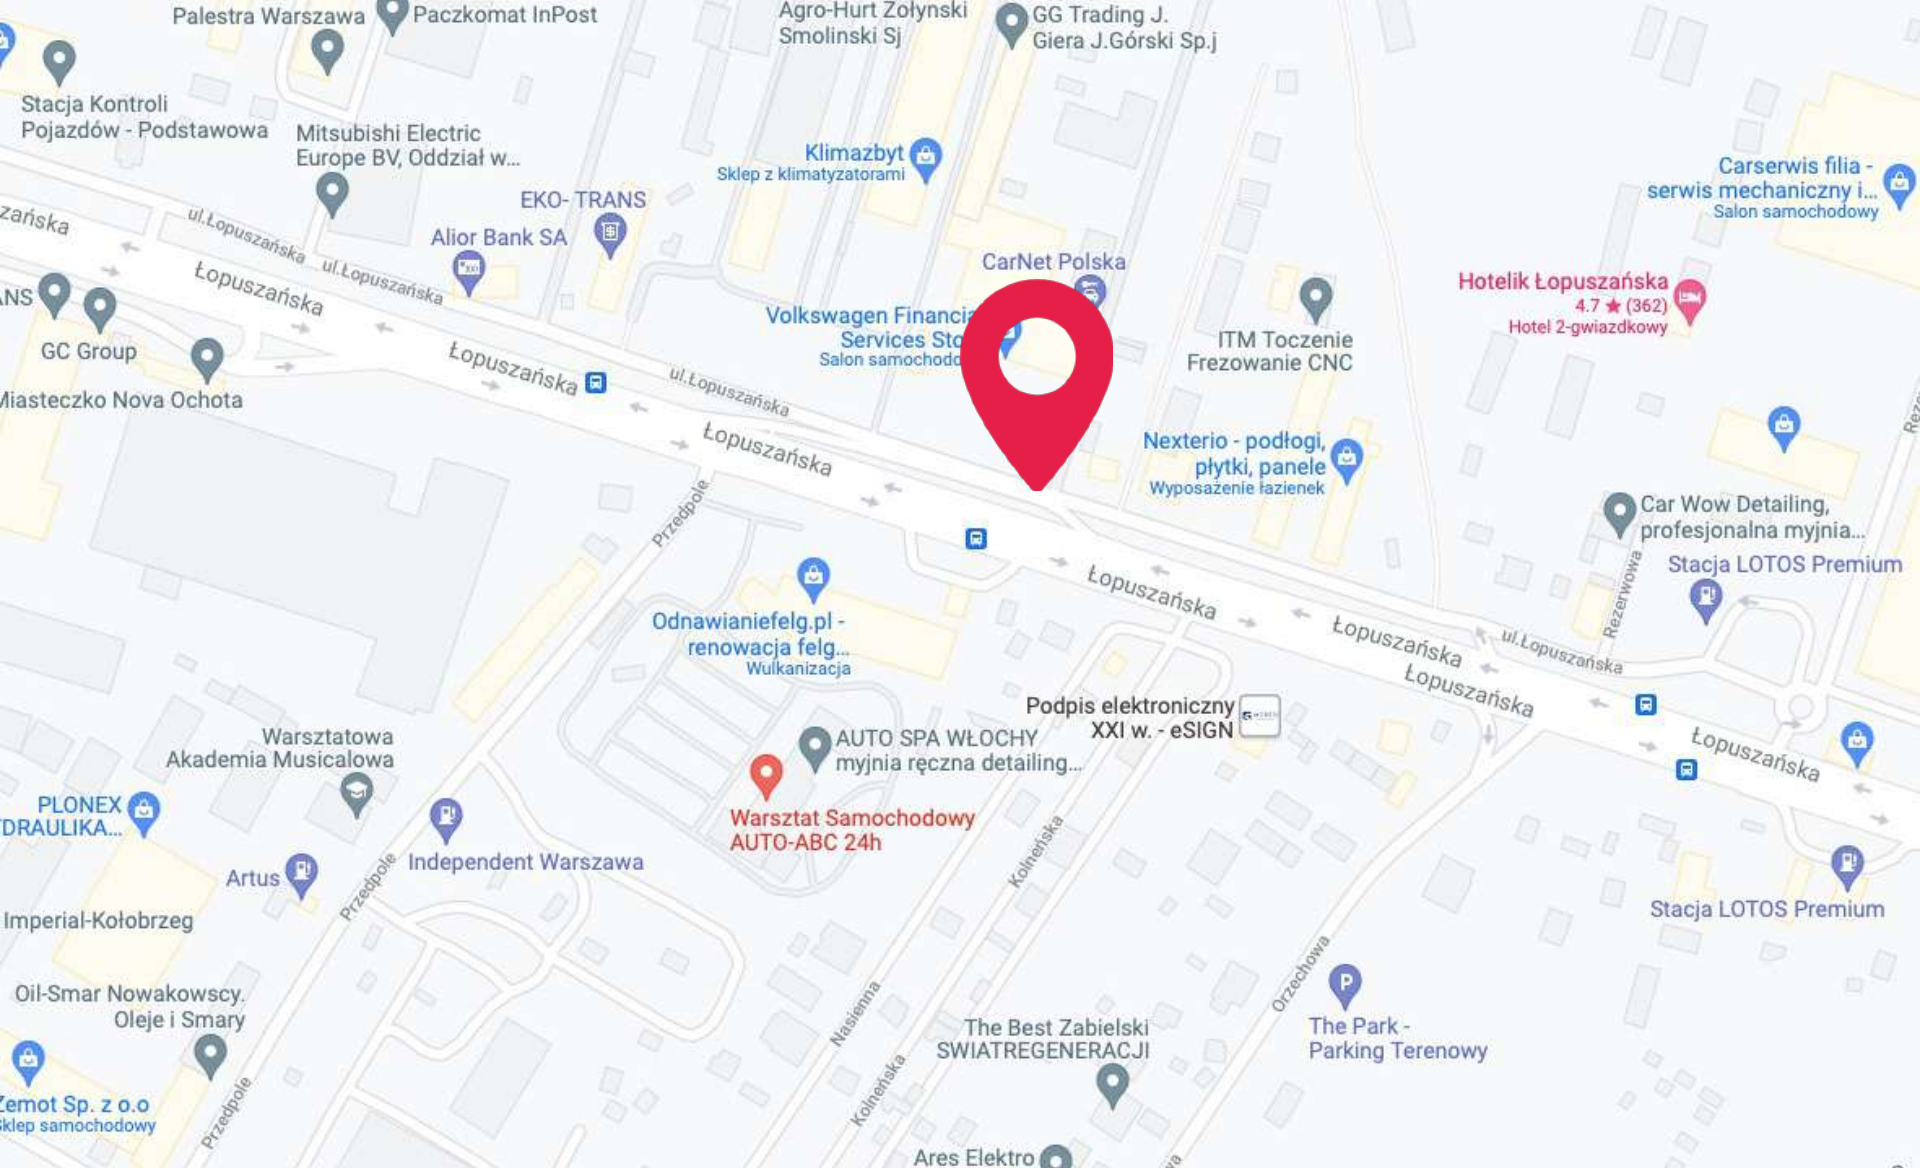 Palestra Warszawa
Paczkomat InPost
Agro-Hurt Żołynski
Smolinski Sj
GG Trading J.
Giera J.Górski Sp.j
Stacja Kontroli
Pojazdów - Podstawowa
Mitsubishi Electric
Europe BV, Oddział w...
Klimazbyt
Sklep z klimatyzatorami
Carserwis filia -
serwis mechaniczny i...
Salon samochodowy
EKO- TRANS
Alior Bank SA
zańska
ul.Łopuszańska
ul.Łopuszańska
Łopuszańska
CarNet Polska
Hotelik Łopuszańska
4.7 ★ (362)
Hotel 2-gwiazdkowy
ANS
GC Group
Miasteczko Nova Ochota
Volkswagen Financia
Services Sto
Salon samochodo
ITM Toczenie
Frezowanie CNC
Łopuszańska
ul.Łopuszańska
Łopuszańska
Nexterio - podłogi,
płytki, panele
Wyposażenie łazienek
Reze
Przedpole
Car Wow Detailing,
profesjonalna myjnia...
Stacja LOTOS Premium
Rezerwowa
Łopuszańska
Łopuszańska
ul.Łopuszańska
Łopuszańska
Odnawianiefelg.pl -
renowacja felg...
Wulkanizacja
Podpis elektroniczny
XXI w. - eSIGN
Łopuszańska
Warsztatowa
Akademia Musicalowa
AUTO SPA WŁOCHY
myjnia ręczna detailing...
Warsztat Samochodowy
AUTO-ABC 24h
PLONEX
YDRAULIKA...
Independent Warszawa
Artus
Przedpole
Kolneńska
Imperial-Kołobrzeg
Stacja LOTOS Premium
Orzechowa
Oil-Smar Nowakowscy.
Oleje i Smary
Nasienna
The Best Zabielski
SWIATREGENERACJI
The Park -
Parking Terenowy
Zemot Sp. z o.o
Sklep samochodowy
Przedpole
Kolneńska
Ares Elektro
wa